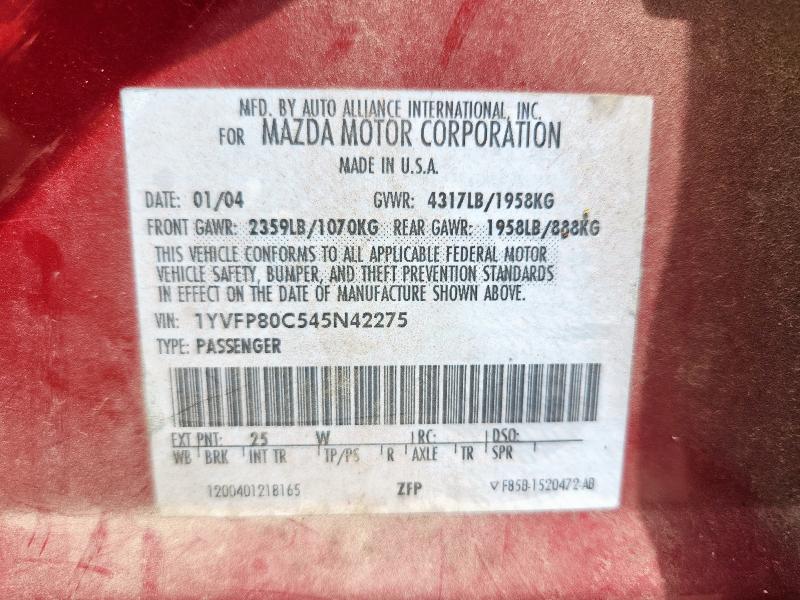 MFD. BY AUTO ALLIANCE INTERNATIONAL, INC.
FOR MAZDA MOTOR CORPORATION
MADE IN U.S.A.
DATE: 01/04 GVWR: 4317LB/1958KG
FRONT GAWR: 2359LB/1070KG REAR GAWR: 1958LB/888KG
THIS VEHICLE CONFORMS TO ALL APPLICABLE FEDERAL MOTOR
VEHICLE SAFETY, BUMPER, AND THEFT PREVENTION STANDARDS
IN EFFECT ON THE DATE OF MANUFACTURE SHOWN ABOVE.
VIN: 1YVFP80C545N42275
TYPE: PASSENGER
EXT PNT: 25 W RC: DSO:
WB BRK INT TR TP/PS R AXLE TR SPR
1200401218165 ZFP F85B-1520472-AB